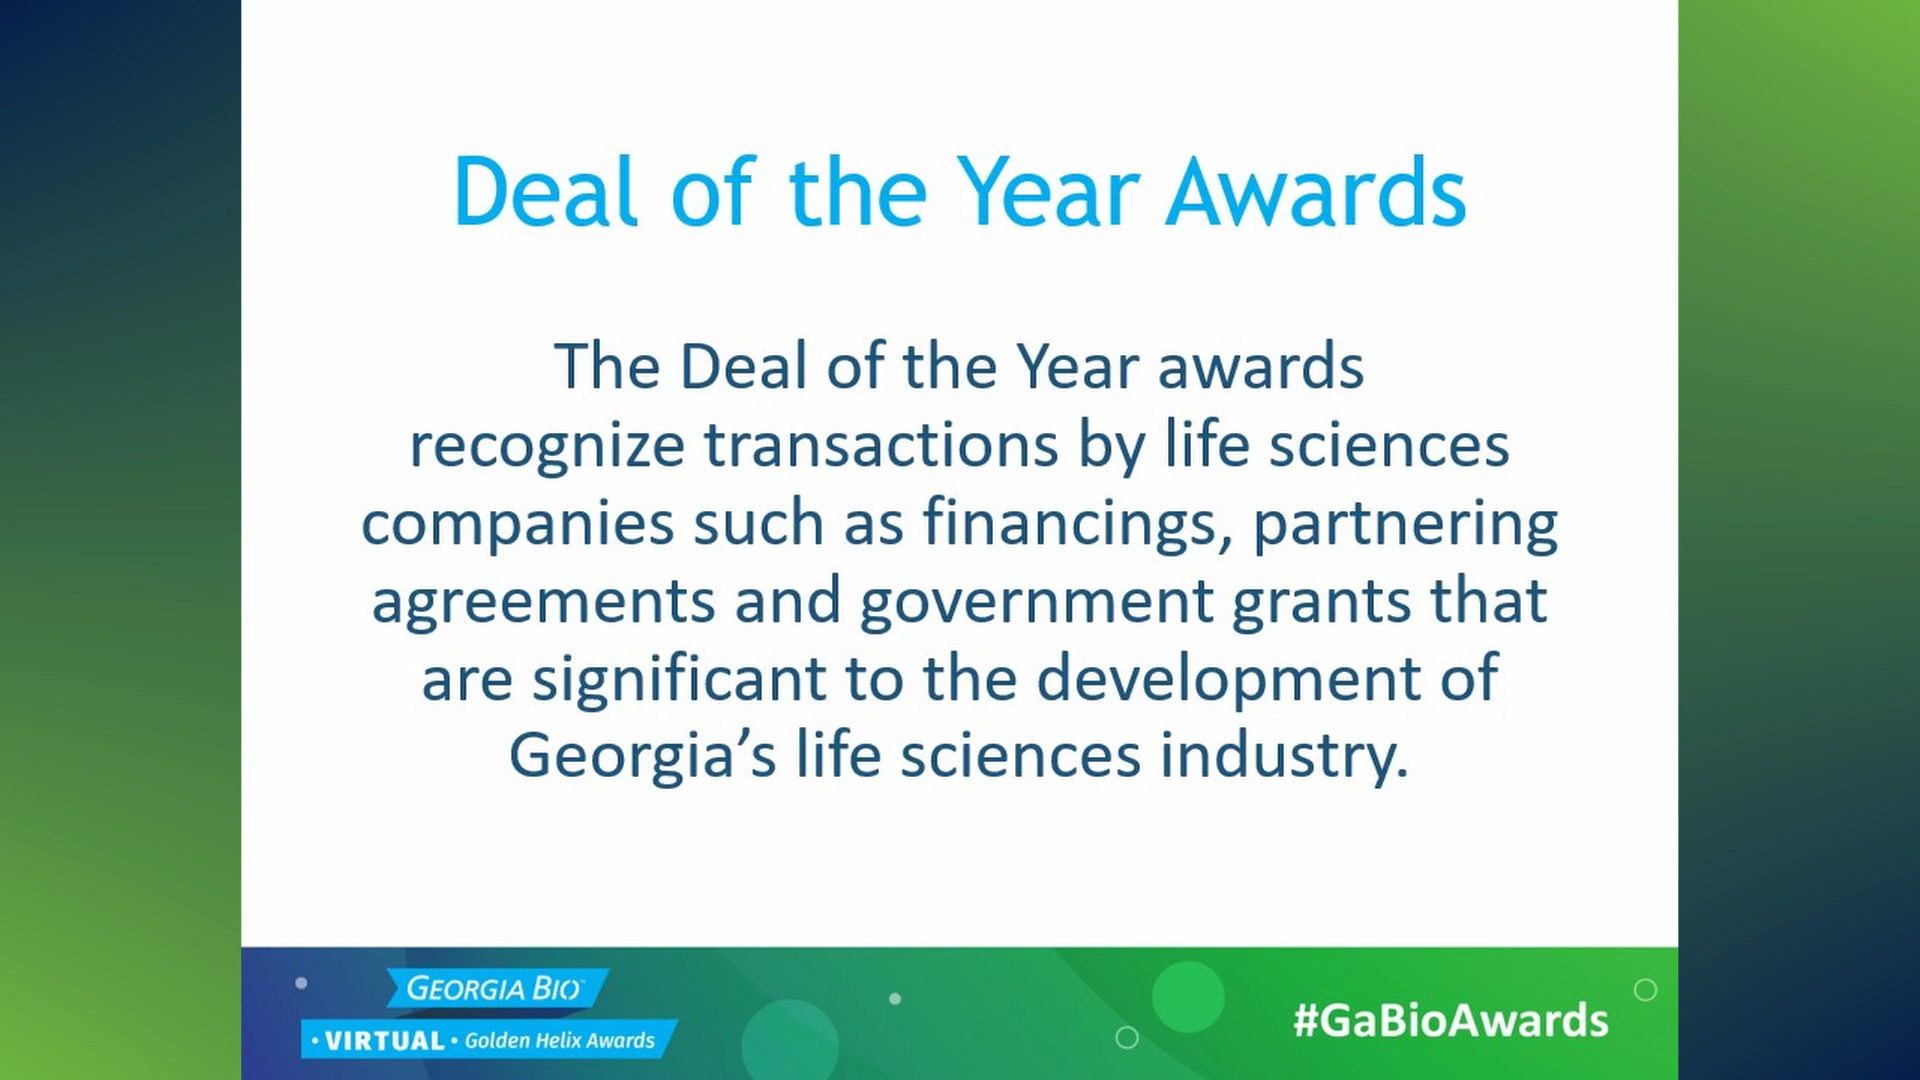 Deal of the Year Awards
The Deal of the Year awards
recognize transactions by life sciences
companies such as financings, partnering
agreements and government grants that
are significant to the development of
Georgia’s life sciences industry.
GEORGIA BIO™
• VIRTUAL • Golden Helix Awards
#GaBioAwards